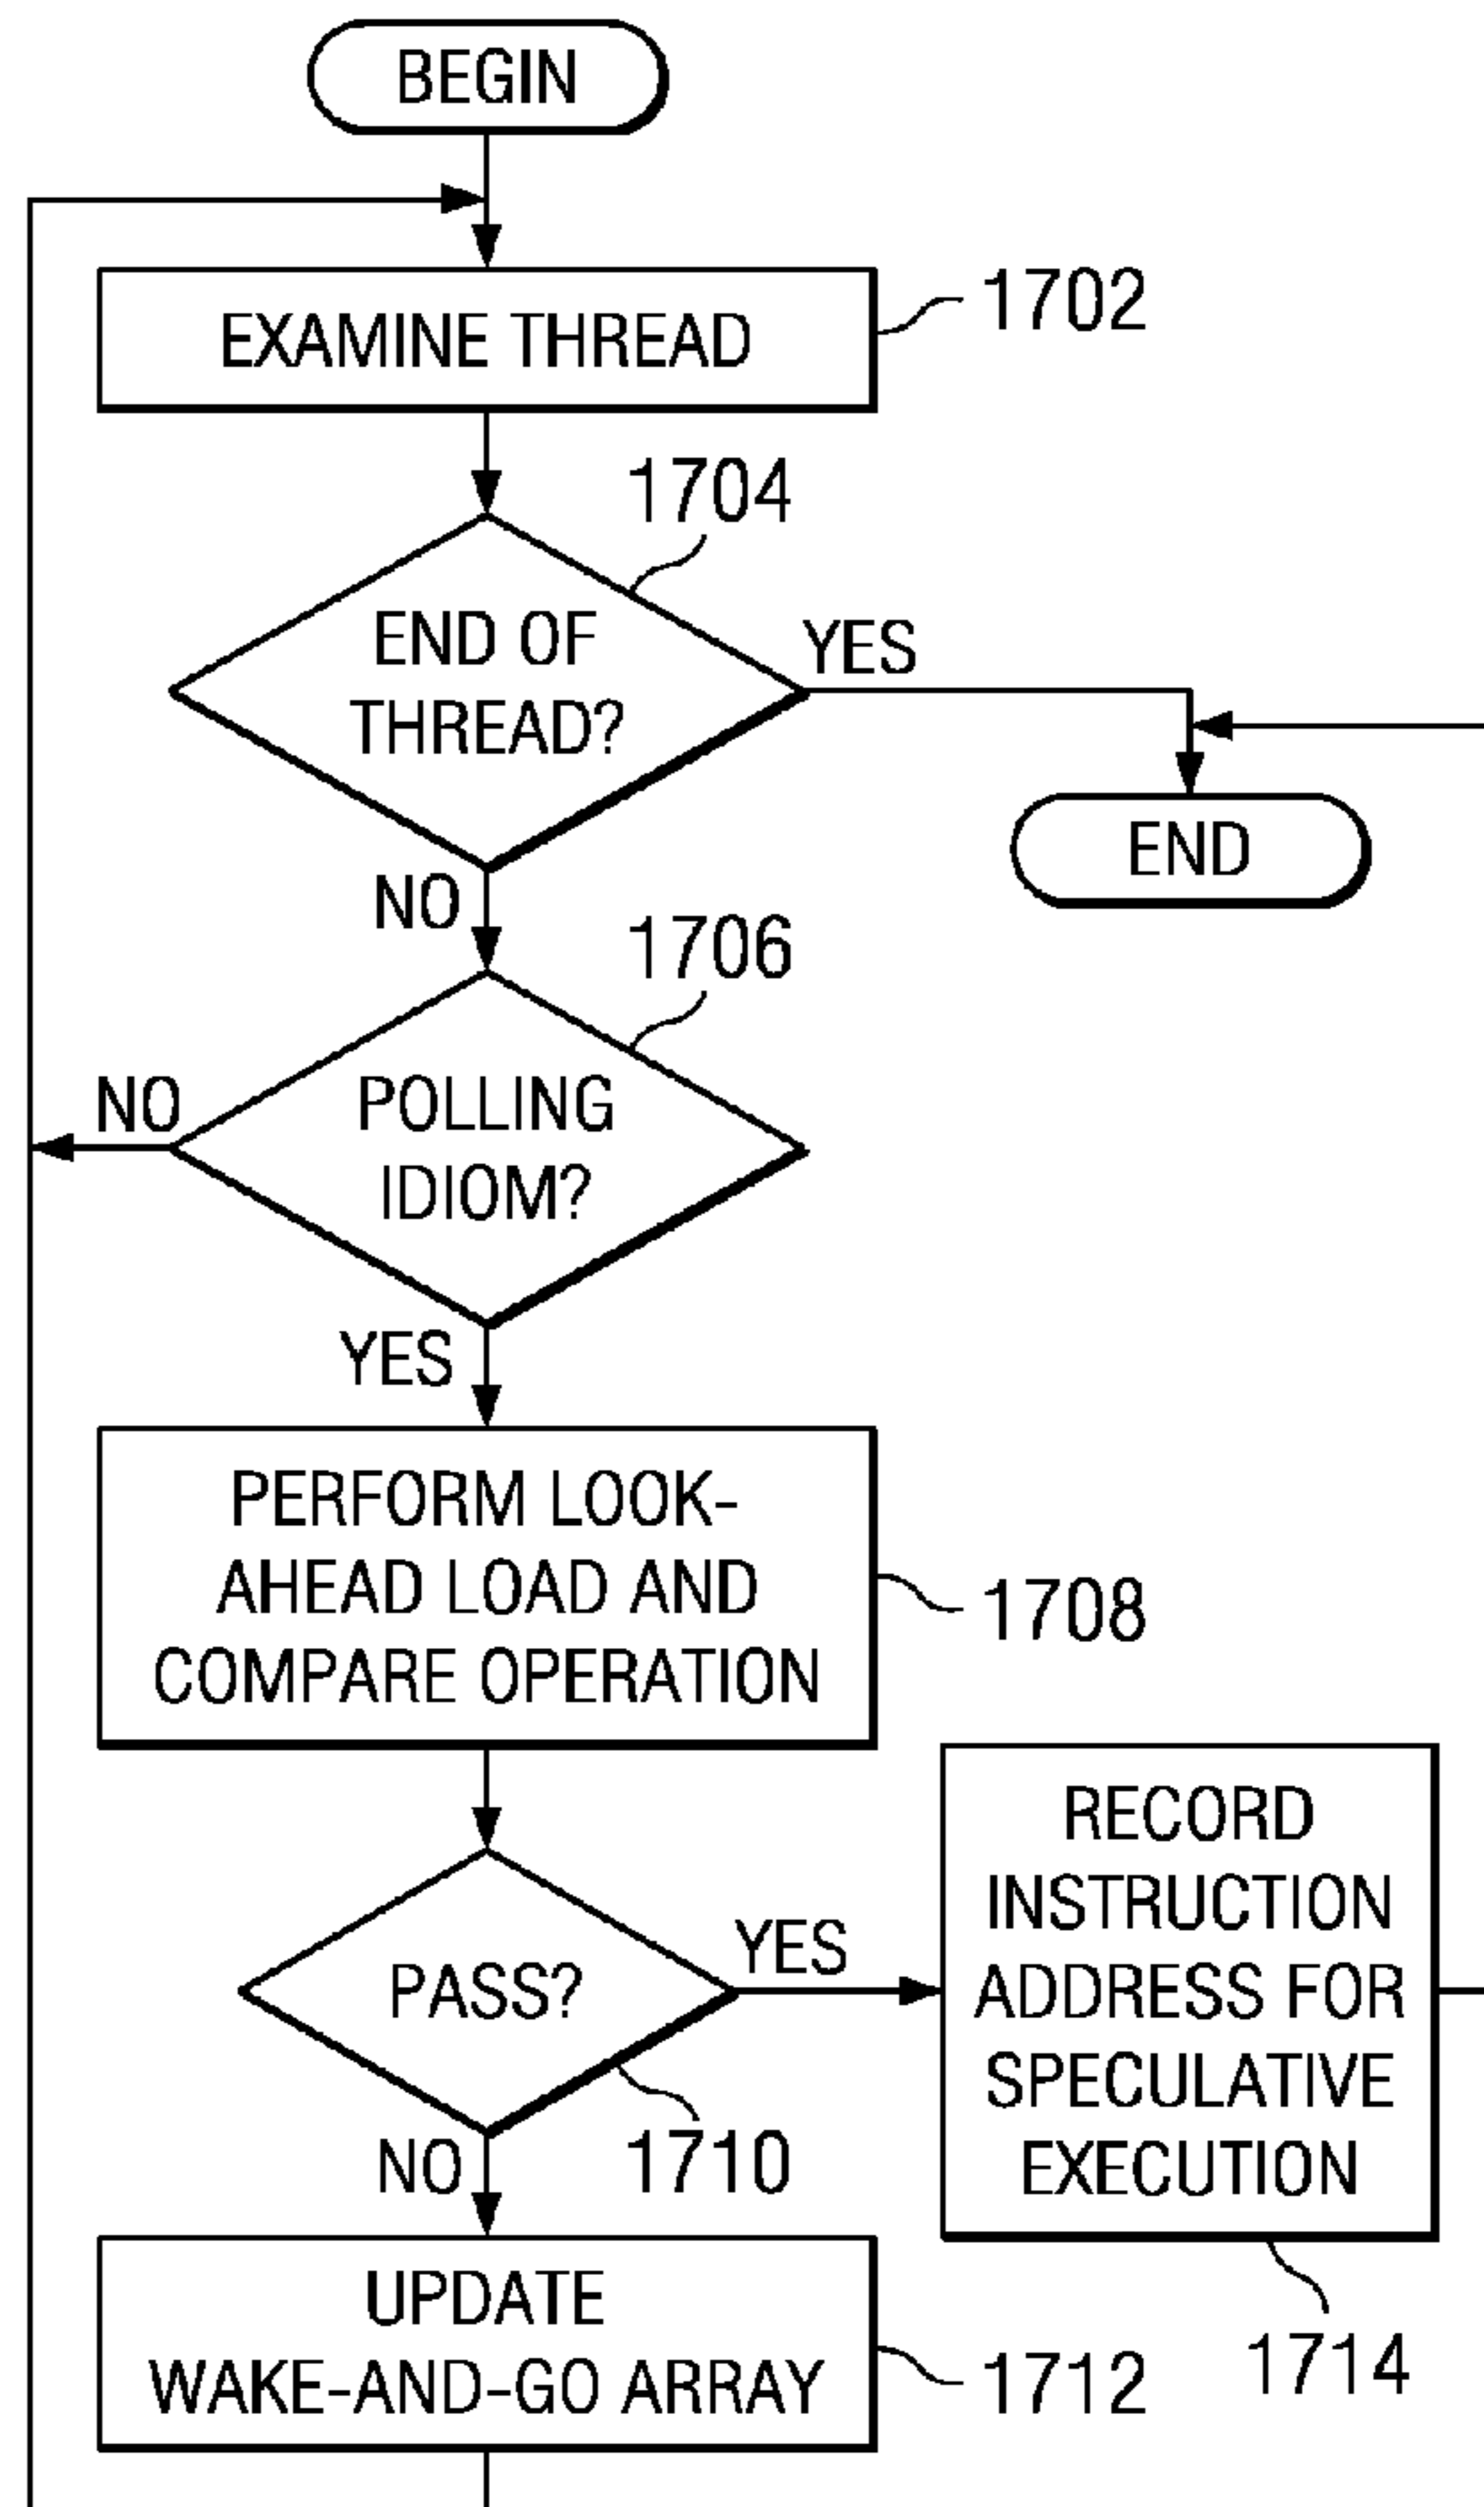 BEGIN
EXAMINE THREAD
1702
1704
END OF
THREAD?
YES
END
NO
1706
POLLING
IDIOM?
NO
YES
PERFORM LOOK-
AHEAD LOAD AND
COMPARE OPERATION
1708
PASS?
YES
1710
NO
RECORD
INSTRUCTION
ADDRESS FOR
SPECULATIVE
EXECUTION
1714
UPDATE
WAKE-AND-GO ARRAY
1712